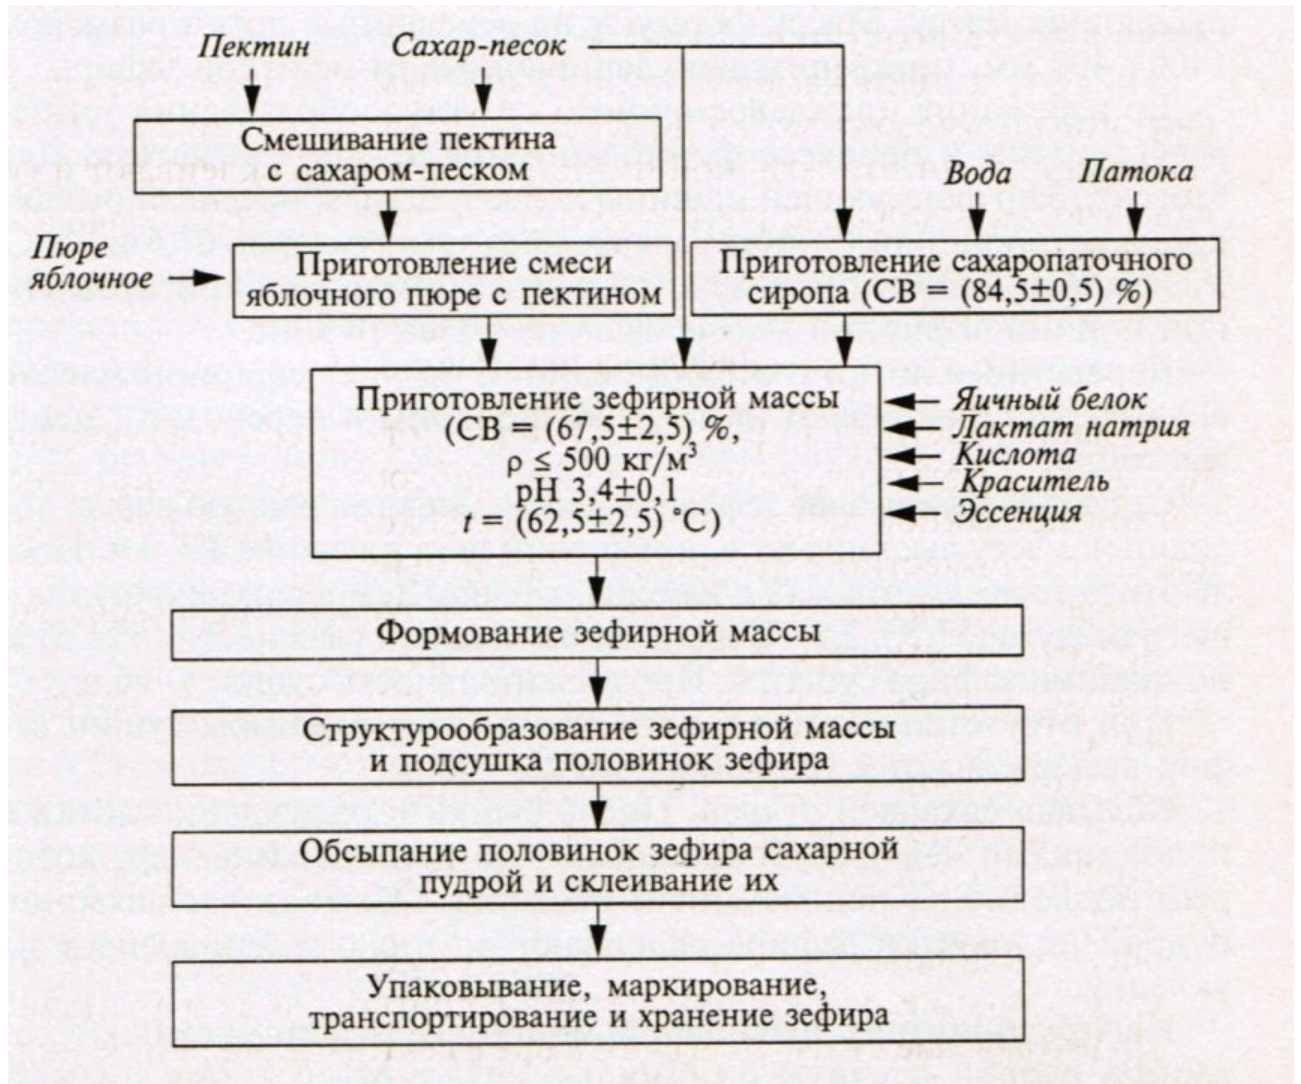 Пектин
Сахар-песок
Смешивание пектина
с сахаром-песком
Вода
Патока
Пюре
яблочное
Приготовление смеси
яблочного пюре с пектином
Приготовление сахаропаточного
сиропа (СВ = (84,5±0,5) %)
Приготовление зефирной массы
(СВ = (67,5±2,5) %,
ρ ≤ 500 кг/м³
pH 3,4±0,1
t = (62,5±2,5) °С)
Яичный белок
Лактат натрия
Кислота
Краситель
Эссенция
Формование зефирной массы
Структурообразование зефирной массы
и подсушка половинок зефира
Обсыпание половинок зефира сахарной
пудрой и склеивание их
Упаковывание, маркирование,
транспортирование и хранение зефира